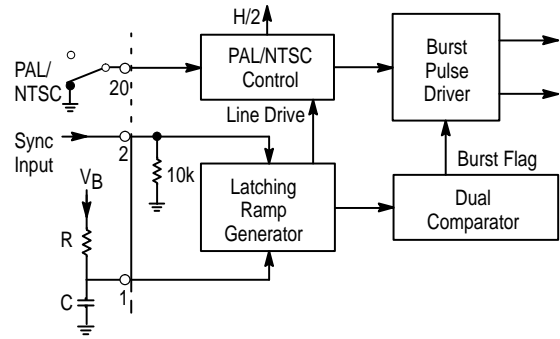 H/2
PAL/
NTSC
20
PAL/NTSC
Control
Burst
Pulse
Driver
Line Drive
Sync
Input
2
10k
Burst Flag
VB
R
C
1
Latching
Ramp
Generator
Dual
Comparator